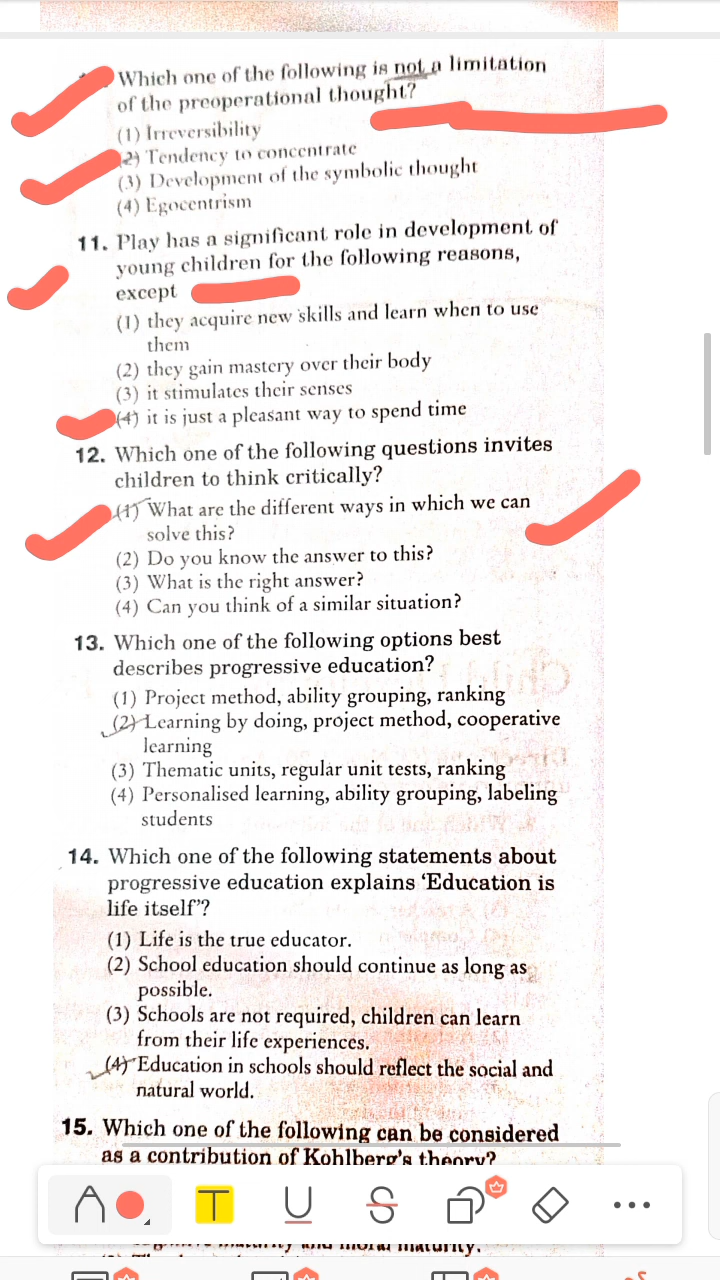 Which one of the following is not a limitation
of the preoperational thought?
(1) Irreversibility
(2) Tendency to concentrate
(3) Development of the symbolic thought
(4) Egocentrism
11. Play has a significant role in development of
young children for the following reasons,
except
(1) they acquire new skills and learn when to use
them
(2) they gain mastery over their body
(3) it stimulates their senses
(4) it is just a pleasant way to spend time
12. Which one of the following questions invites
children to think critically?
(1) What are the different ways in which we can
solve this?
(2) Do you know the answer to this?
(3) What is the right answer?
(4) Can you think of a similar situation?
13. Which one of the following options best
describes progressive education?
(1) Project method, ability grouping, ranking
(2) Learning by doing, project method, cooperative
learning
(3) Thematic units, regular unit tests, ranking
(4) Personalised learning, ability grouping, labeling
students
14. Which one of the following statements about
progressive education explains ‘Education is
life itself’?
(1) Life is the true educator.
(2) School education should continue as long as
possible.
(3) Schools are not required, children can learn
from their life experiences.
(4) Education in schools should reflect the social and
natural world.
15. Which one of the following can be considered
as a contribution of Kohlberg's theory?
T U S
maturity and moral maturity.